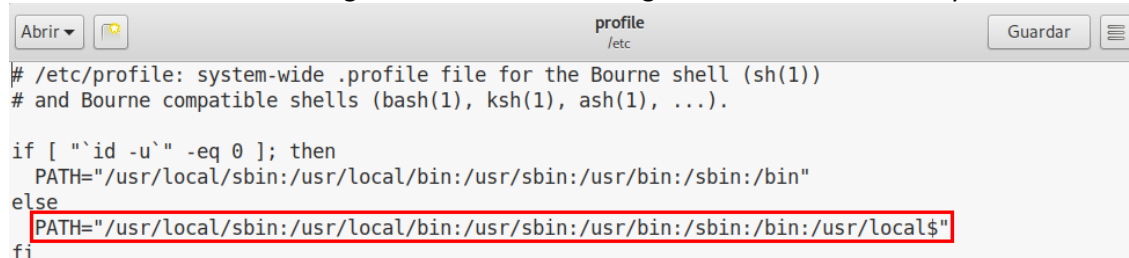 Abrir
profile
/etc
Guardar
# /etc/profile: system-wide .profile file for the Bourne shell (sh(1))
# and Bourne compatible shells (bash(1), ksh(1), ash(1), ...).
if [ "`id -u`" -eq 0 ]; then
PATH="/usr/local/sbin:/usr/local/bin:/usr/sbin:/usr/bin:/sbin:/bin"
else
PATH="/usr/local/sbin:/usr/local/bin:/usr/sbin:/usr/bin:/sbin:/bin:/usr/local$"
fi